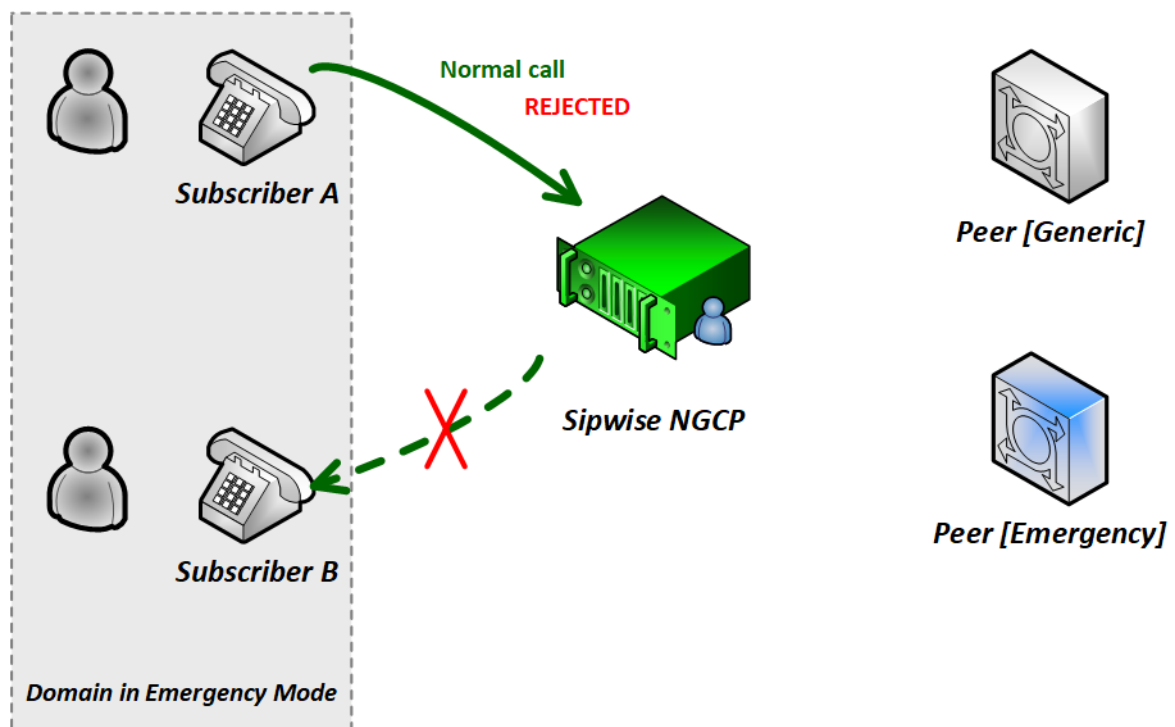 Normal call
REJECTED
Subscriber A
Peer [Generic]
Sipwise NGCP
Peer [Emergency]
Subscriber B
Domain in Emergency Mode